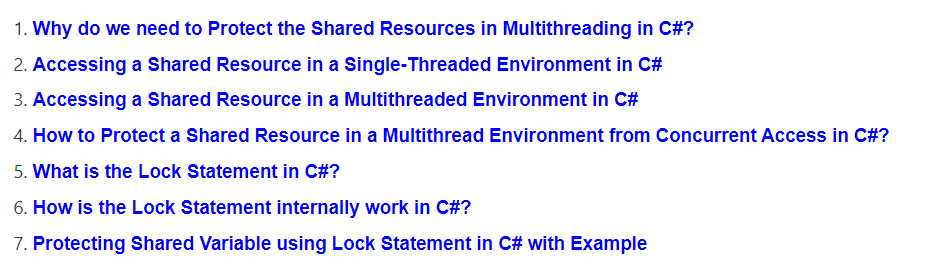 1. Why do we need to Protect the Shared Resources in Multithreading in C#?
2. Accessing a Shared Resource in a Single-Threaded Environment in C#
3. Accessing a Shared Resource in a Multithreaded Environment in C#
4. How to Protect a Shared Resource in a Multithread Environment from Concurrent Access in C#?
5. What is the Lock Statement in C#?
6. How is the Lock Statement internally work in C#?
7. Protecting Shared Variable using Lock Statement in C# with Example